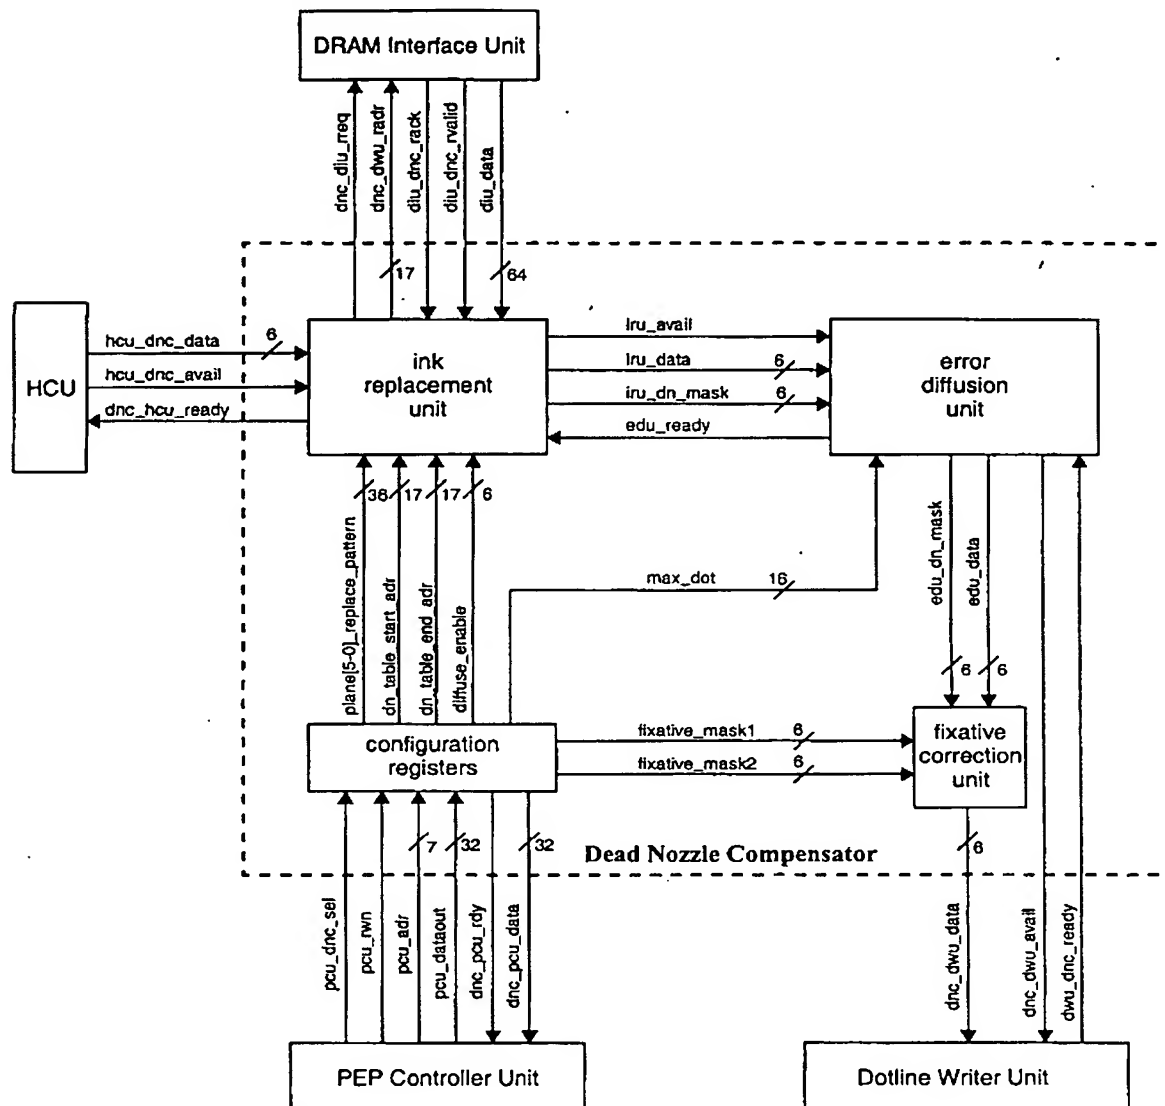 DRAM Interface Unit
dnc_diu_rreq
dnc_dwu_radr
diu_dnc_rack
diu_dnc_rvalid
diu_data
17
64
HCU
hcu_dnc_data
6
hcu_dnc_avail
dnc_hcu_ready
ink
replacement
unit
iru_avail
iru_data
6
iru_dn_mask
6
edu_ready
error
diffusion
unit
36
17
17
6
plane[5-0]_replace_pattern
dn_table_start_adr
dn_table_end_adr
diffuse_enable
max_dot
16
edu_dn_mask
edu_data
6
6
configuration
registers
fixative_mask1
6
fixative_mask2
6
fixative
correction
unit
7
32
32
6
Dead Nozzle Compensator
pcu_dnc_sel
pcu_rwn
pcu_adr
pcu_dataout
dnc_pcu_rdy
dnc_pcu_data
dnc_dwu_data
dnc_dwu_avail
dwu_dnc_ready
PEP Controller Unit
Dotline Writer Unit